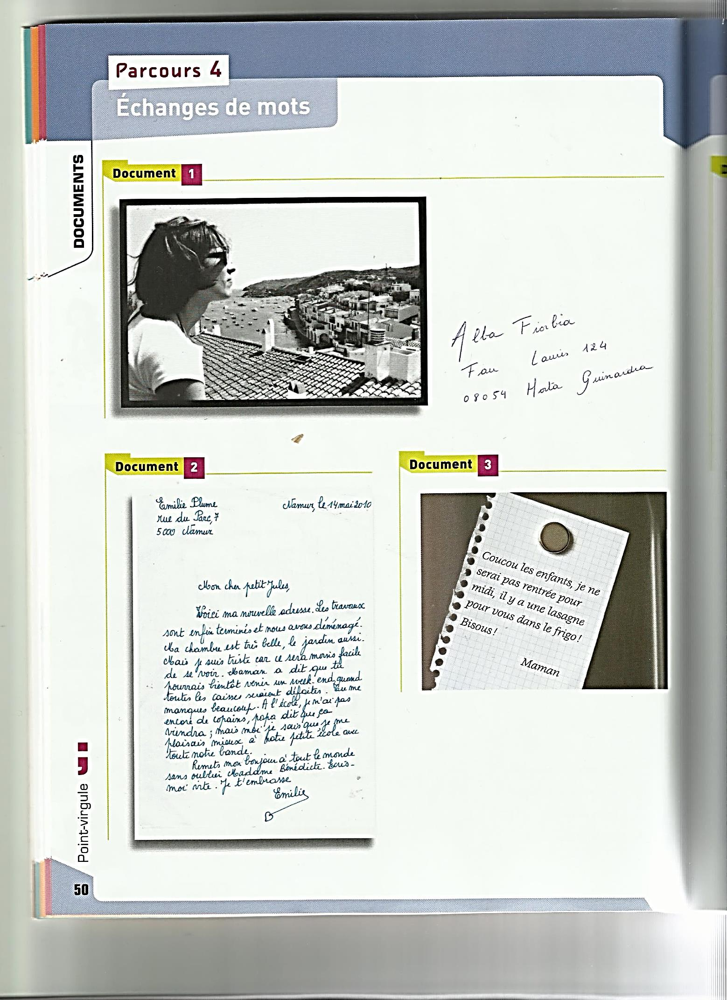 Parcours 4
Échanges de mots
DOCUMENTS
Document 1
Alba Fiorbia
Fau Lauris 124
08054 Horta Guinardra
Document 2
Emilie Plume
rue du Parc, 7
5000 Namur
Namur, le 14 mai 2010
Mon cher petit Jules,
Voici ma nouvelle adresse. Les travaux
sont enfin terminés et nous avons déménagé.
Ma chambre est très belle, le jardin aussi.
Mais je suis triste car ce sera moins facile
de se voir. Maman a dit que tu
pourrais bientôt venir un week-end, quand
toutes les caisses seraient défaites. Tu me
manques beaucoup. A l'école, je n'ai pas
encore de copains, papa dit que ça
viendra ; mais moi je sais que je me
plaisais mieux à notre petite école avec
toute notre bande.
Remets mon bonjour à tout le monde
sans oublier Madame Bénédicte. Ecris-
moi vite. Je t'embrasse
Emilie
Document 3
Coucou les enfants, je ne
serai pas rentrée pour
midi, il y a une lasagne
pour vous dans le frigo !
Bisous !
Maman
Point-virgule
50